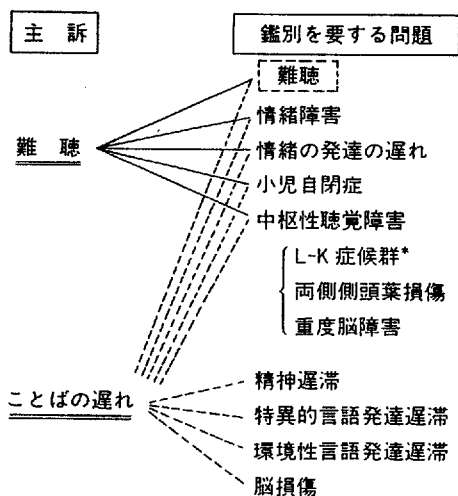 主訴 鑑別を要する問題
難聴
情緒障害
難聴 情緒の発達の遅れ
小児自閉症
中枢性聴覚障害
L-K 症候群*
両側側頭葉損傷
重度脳障害
精神遅滞
ことばの遅れ 特異的言語発達遅滞
環境性言語発達遅滞
脳損傷